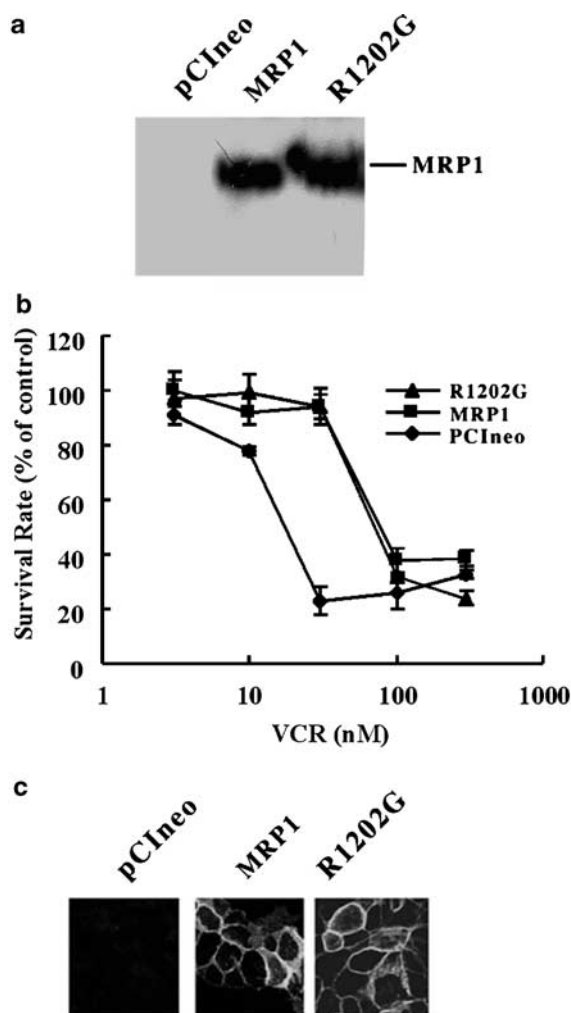 a
pCIneo MRP1 R1202G
MRP1
b
120
100
80
60
40
20
0
Survival Rate (% of control)
R1202G
MRP1
PCIneo
1 10 100 1000
VCR (nM)
c
pCIneo MRP1 R1202G